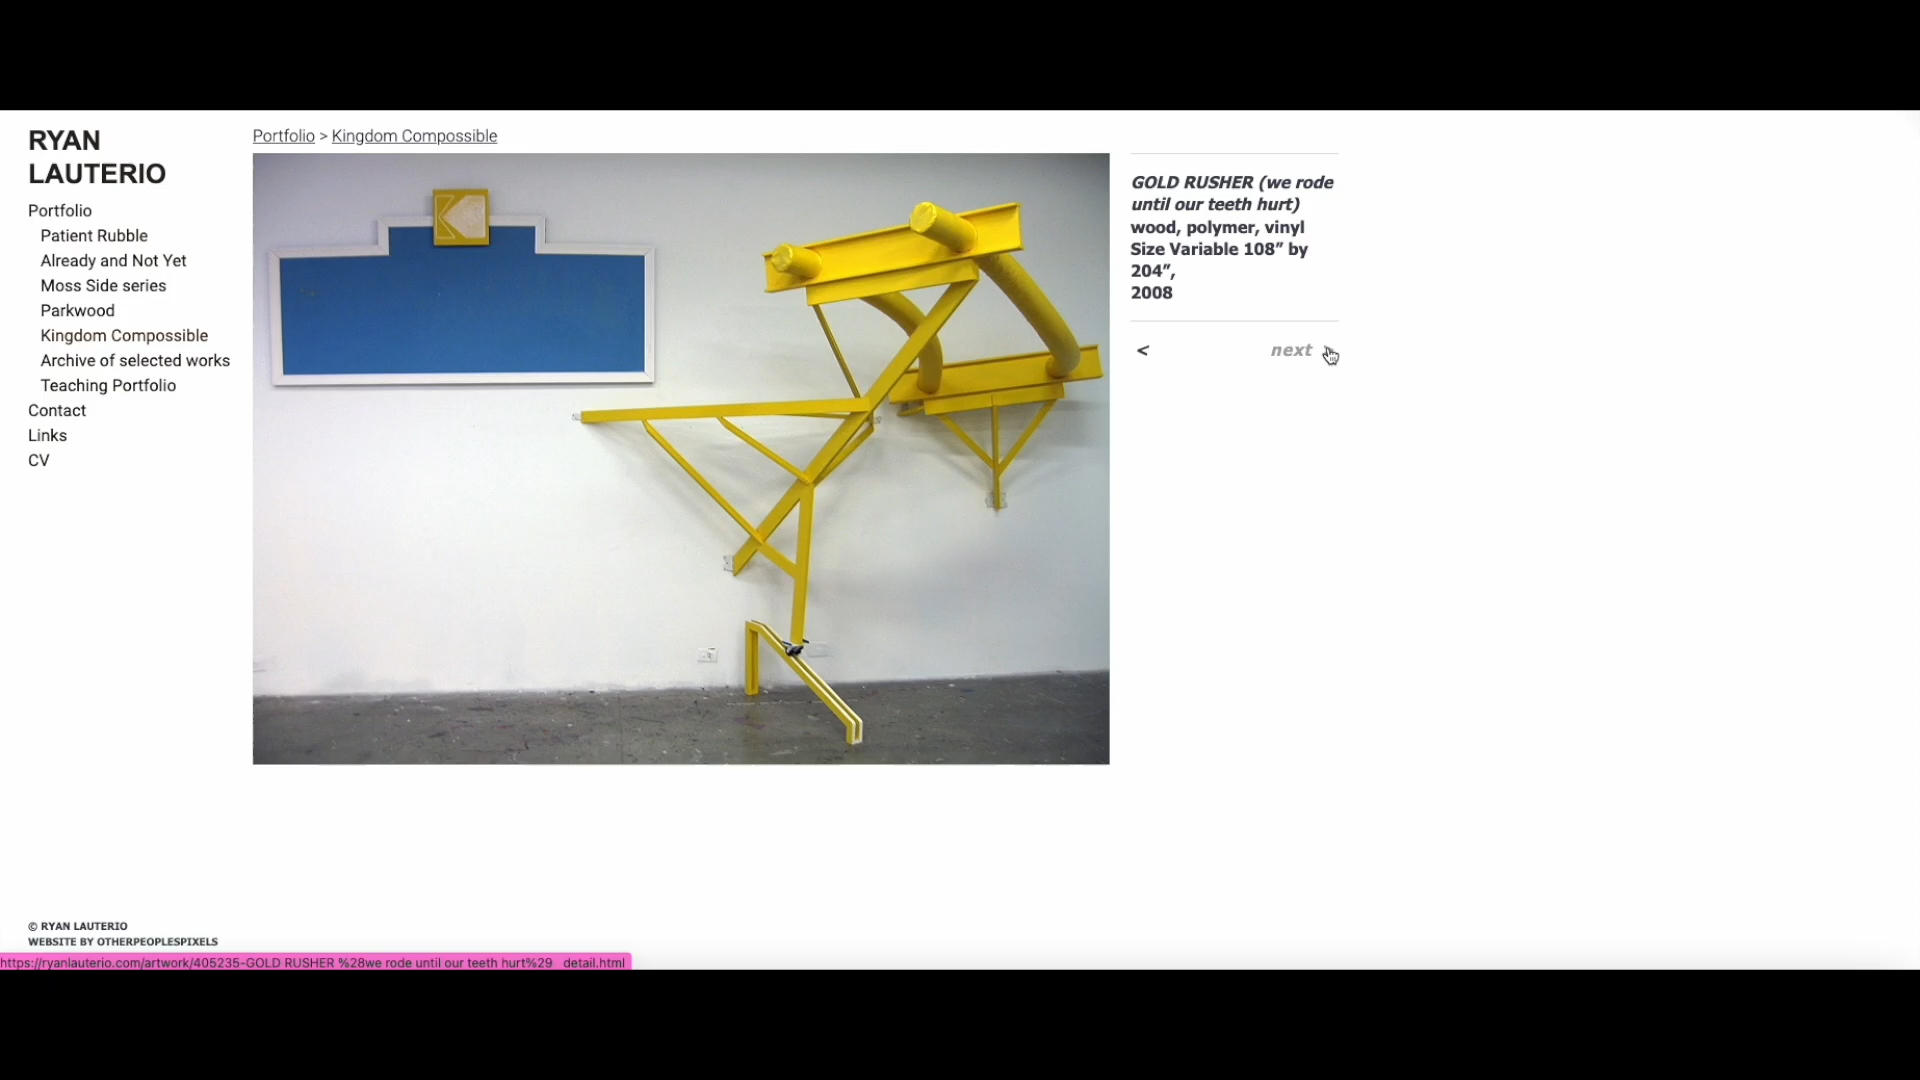 RYAN
LAUTERIO
Portfolio
Patient Rubble
Already and Not Yet
Moss Side series
Parkwood
Kingdom Compossible
Archive of selected works
Teaching Portfolio
Contact
Links
CV
Portfolio > Kingdom Compossible
GOLD RUSHER (we rode
until our teeth hurt)
wood, polymer, vinyl
Size Variable 108” by
204”,
2008
< next >
© RYAN LAUTERIO
WEBSITE BY OTHERPEOPLESPIXELS
https://ryanlauterio.com/artwork/405235-GOLD RUSHER %28we rode until our teeth hurt%29_ detail.html